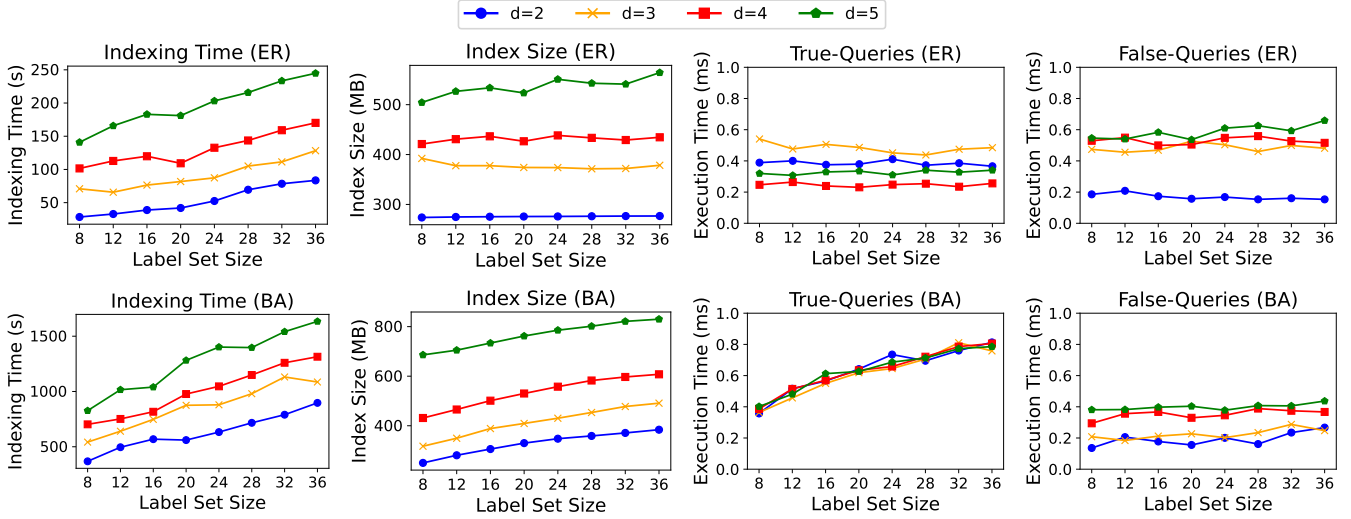 d=2 d=3 d=4 d=5
Indexing Time (ER)
Indexing Time (s)
250
200
150
100
50
8 12 16 20 24 28 32 36
Label Set Size
Index Size (ER)
Index Size (MB)
500
400
300
8 12 16 20 24 28 32 36
Label Set Size
True-Queries (ER)
Execution Time (ms)
1.0
0.8
0.6
0.4
0.2
0.0
8 12 16 20 24 28 32 36
Label Set Size
False-Queries (ER)
Execution Time (ms)
1.0
0.8
0.6
0.4
0.2
0.0
8 12 16 20 24 28 32 36
Label Set Size
Indexing Time (BA)
Indexing Time (s)
1500
1000
500
8 12 16 20 24 28 32 36
Label Set Size
Index Size (BA)
Index Size (MB)
800
600
400
8 12 16 20 24 28 32 36
Label Set Size
True-Queries (BA)
Execution Time (ms)
1.0
0.8
0.6
0.4
0.2
0.0
8 12 16 20 24 28 32 36
Label Set Size
False-Queries (BA)
Execution Time (ms)
1.0
0.8
0.6
0.4
0.2
0.0
8 12 16 20 24 28 32 36
Label Set Size